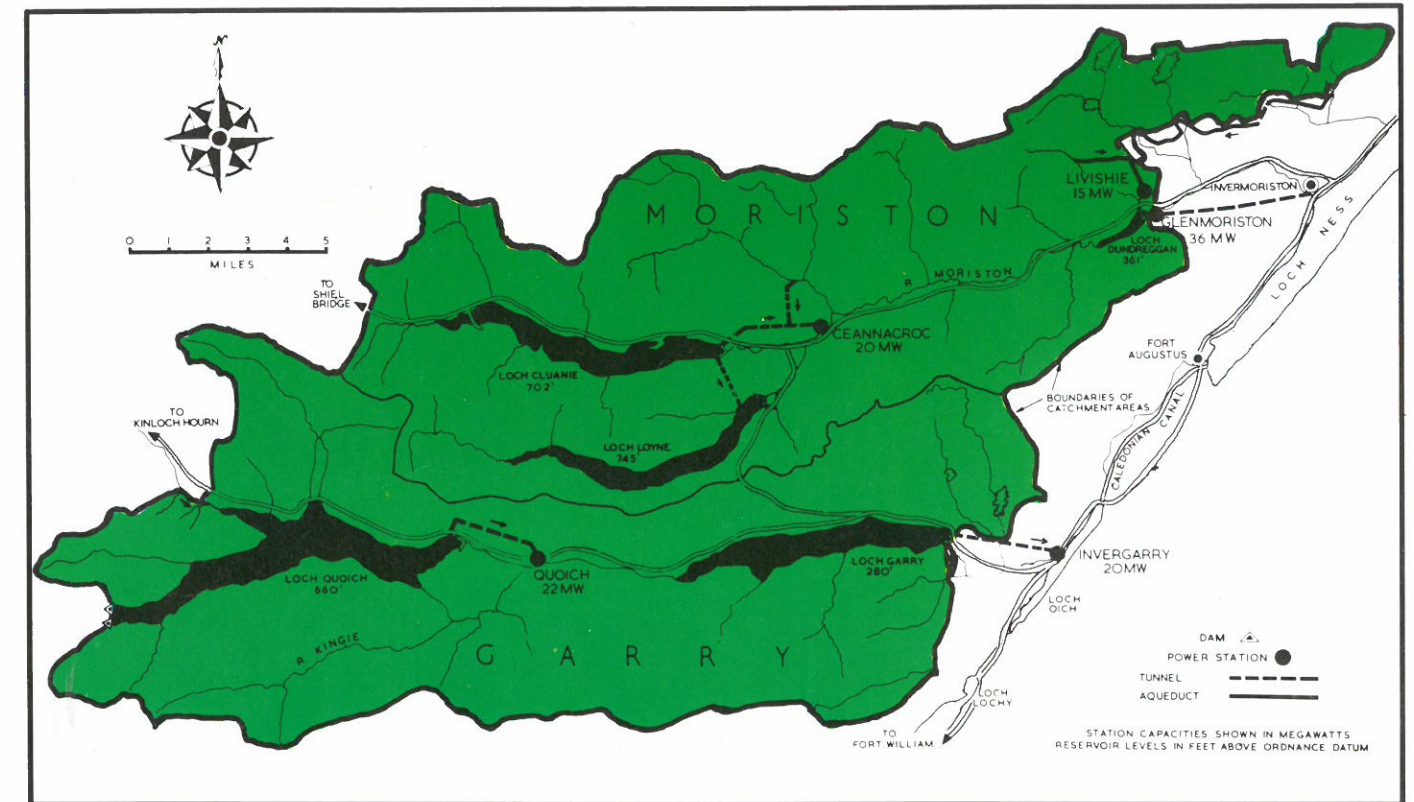 N
0 1 2 3 4 5
MILES
TO
SHIEL
BRIDGE
TO
KINLOCH HOURN
MORISTON
LIVISHIE
15 MW
INVERMORISTON
GLENMORISTON
36 MW
LOCH
DUNDREGGAN
361'
LOCH NESS
R MORISTON
CEANNACROC
20 MW
LOCH CLUANIE
702'
FORT
AUGUSTUS
BOUNDARIES OF
CATCHMENT AREAS
CALEDONIAN CANAL
LOCH LOYNE
745'
LOCH QUOICH
660'
QUOICH
22 MW
LOCH GARRY
280'
INVERGARRY
20MW
LOCH
OICH
R. KINGIE
GARRY
LOCH
LOCHY
TO
FORT WILLIAM
DAM
POWER STATION
TUNNEL
AQUEDUCT
STATION CAPACITIES SHOWN IN MEGAWATTS
RESERVOIR LEVELS IN FEET ABOVE ORDNANCE DATUM